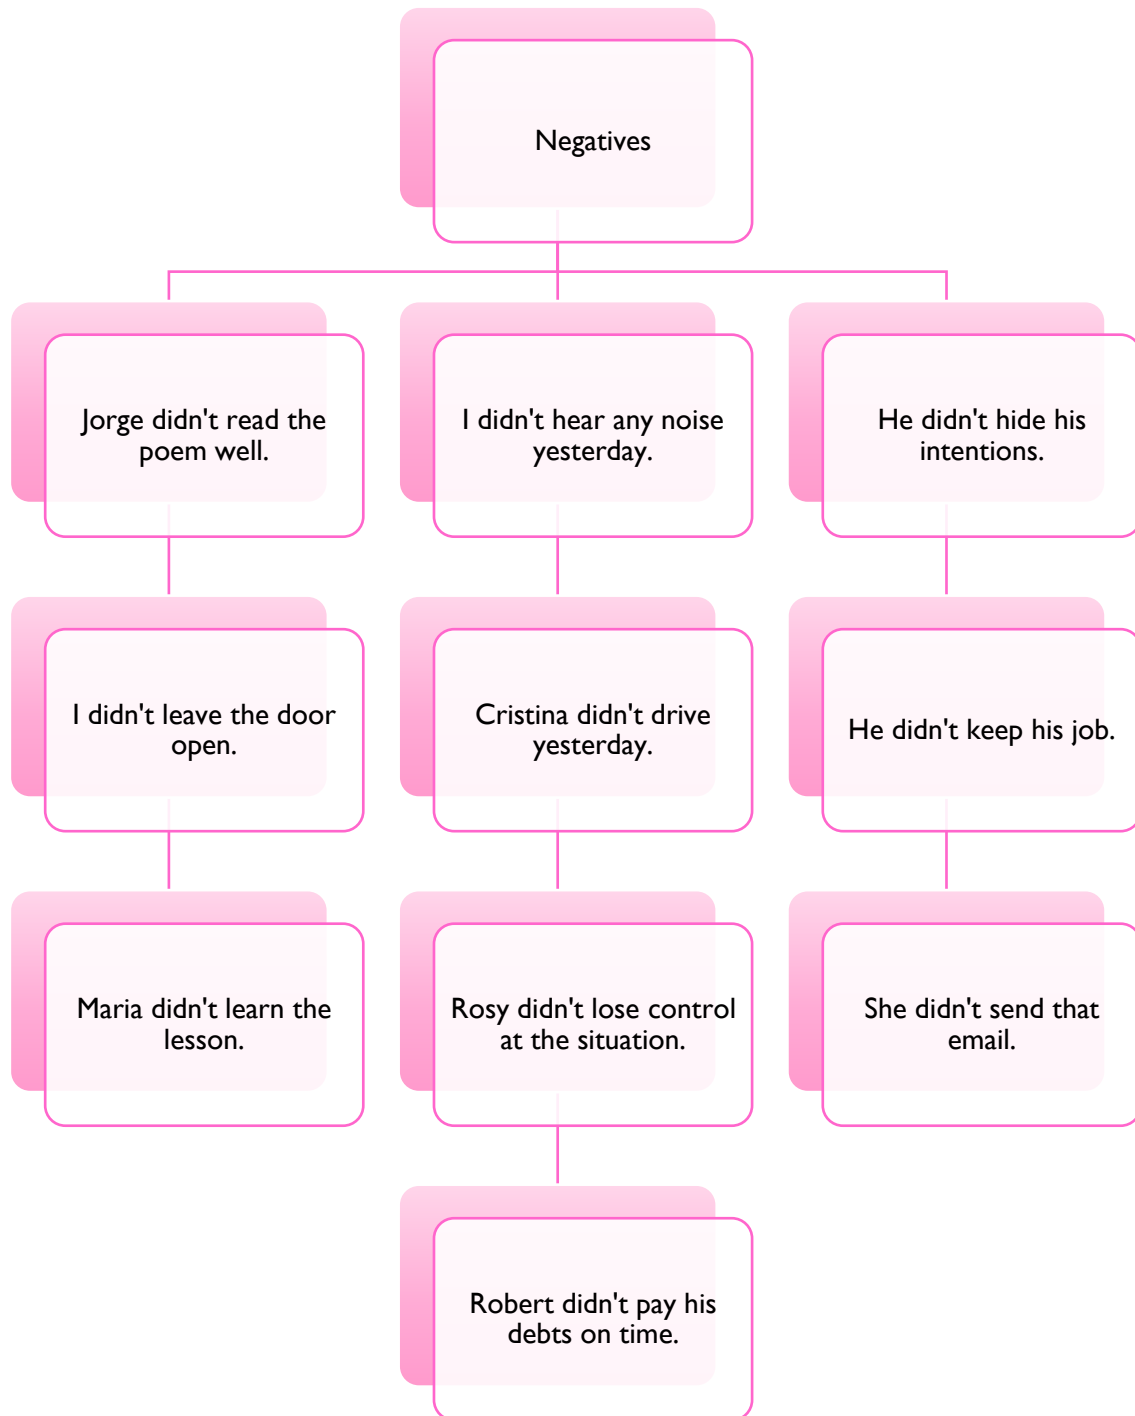 Negatives
Jorge didn't read the
poem well.
I didn't hear any noise
yesterday.
He didn't hide his
intentions.
I didn't leave the door
open.
Cristina didn't drive
yesterday.
He didn't keep his job.
Maria didn't learn the
lesson.
Rosy didn't lose control
at the situation.
She didn't send that
email.
Robert didn't pay his
debts on time.